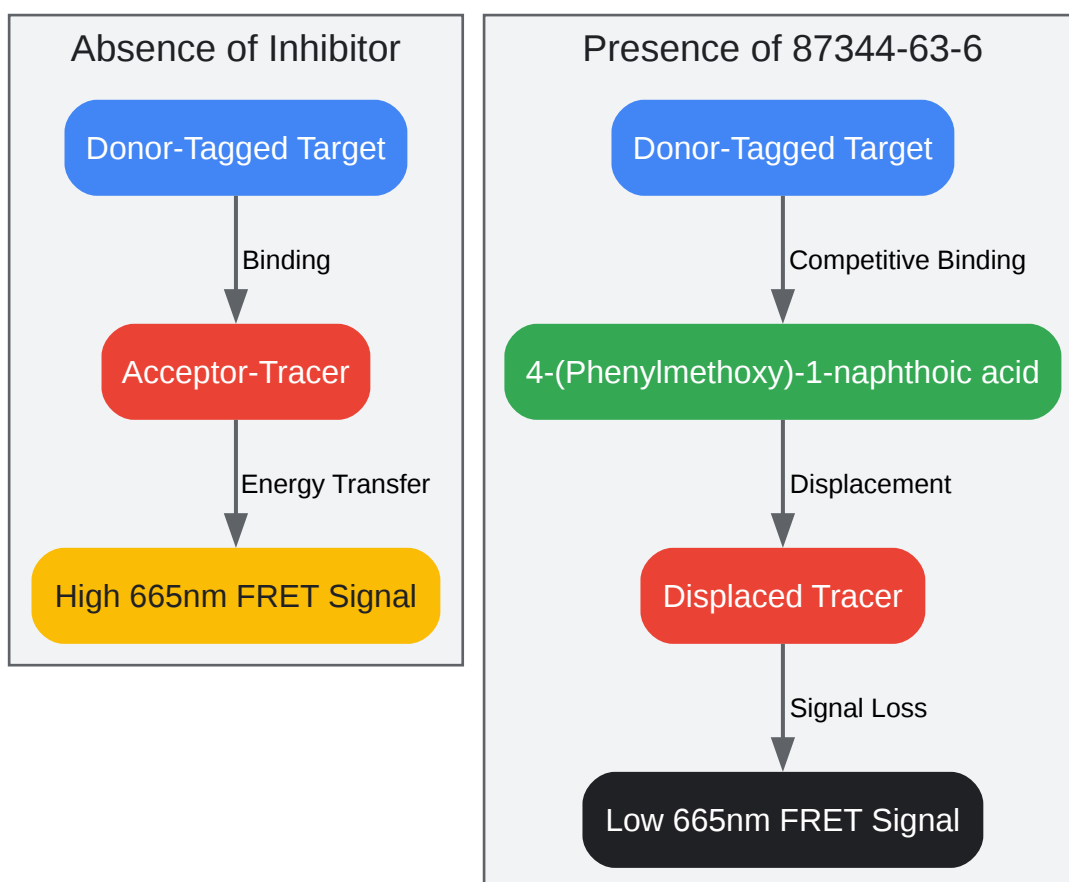 Absence of Inhibitor
Donor-Tagged Target
Binding
Acceptor-Tracer
Energy Transfer
High 665nm FRET Signal
Presence of 87344-63-6
Donor-Tagged Target
Competitive Binding
4-(Phenylmethoxy)-1-naphthoic acid
Displacement
Displaced Tracer
Signal Loss
Low 665nm FRET Signal